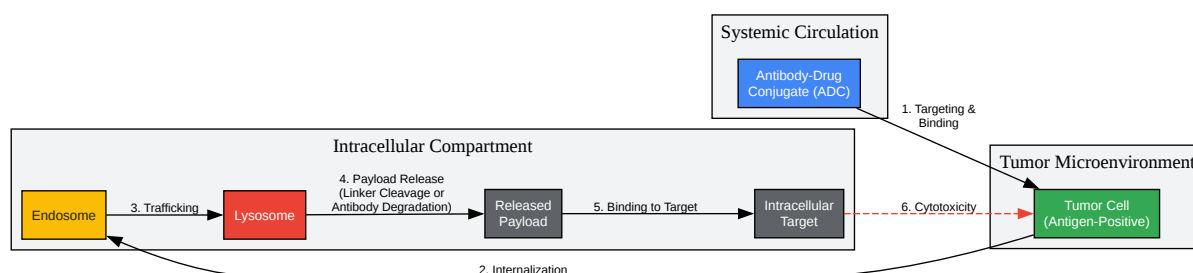 Systemic Circulation
Antibody-Drug
Conjugate (ADC)
1. Targeting &
Binding
Intracellular Compartment
Tumor Microenvironment
Endosome
3. Trafficking
Lysosome
4. Payload Release
(Linker Cleavage or
Antibody Degradation)
Released
Payload
5. Binding to Target
Intracellular
Target
6. Cytotoxicity
Tumor Cell
(Antigen-Positive)
2. Internalization